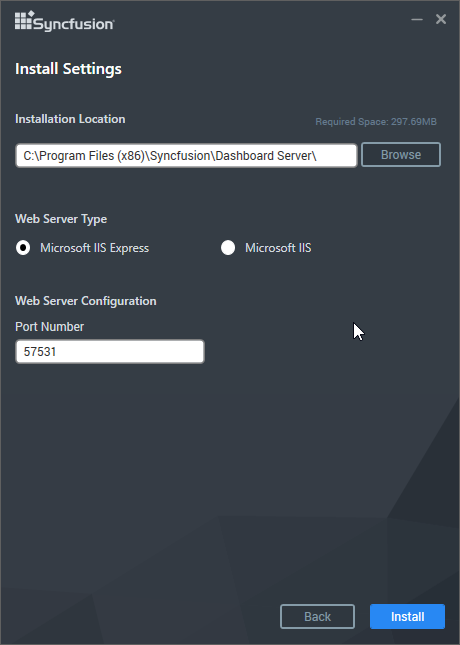 Syncfusion
Install Settings
Installation Location
Required Space: 297.69MB
C:\Program Files (x86)\Syncfusion\Dashboard Server\
Browse
Web Server Type
Microsoft IIS Express
Microsoft IIS
Web Server Configuration
Port Number
57531
Back
Install